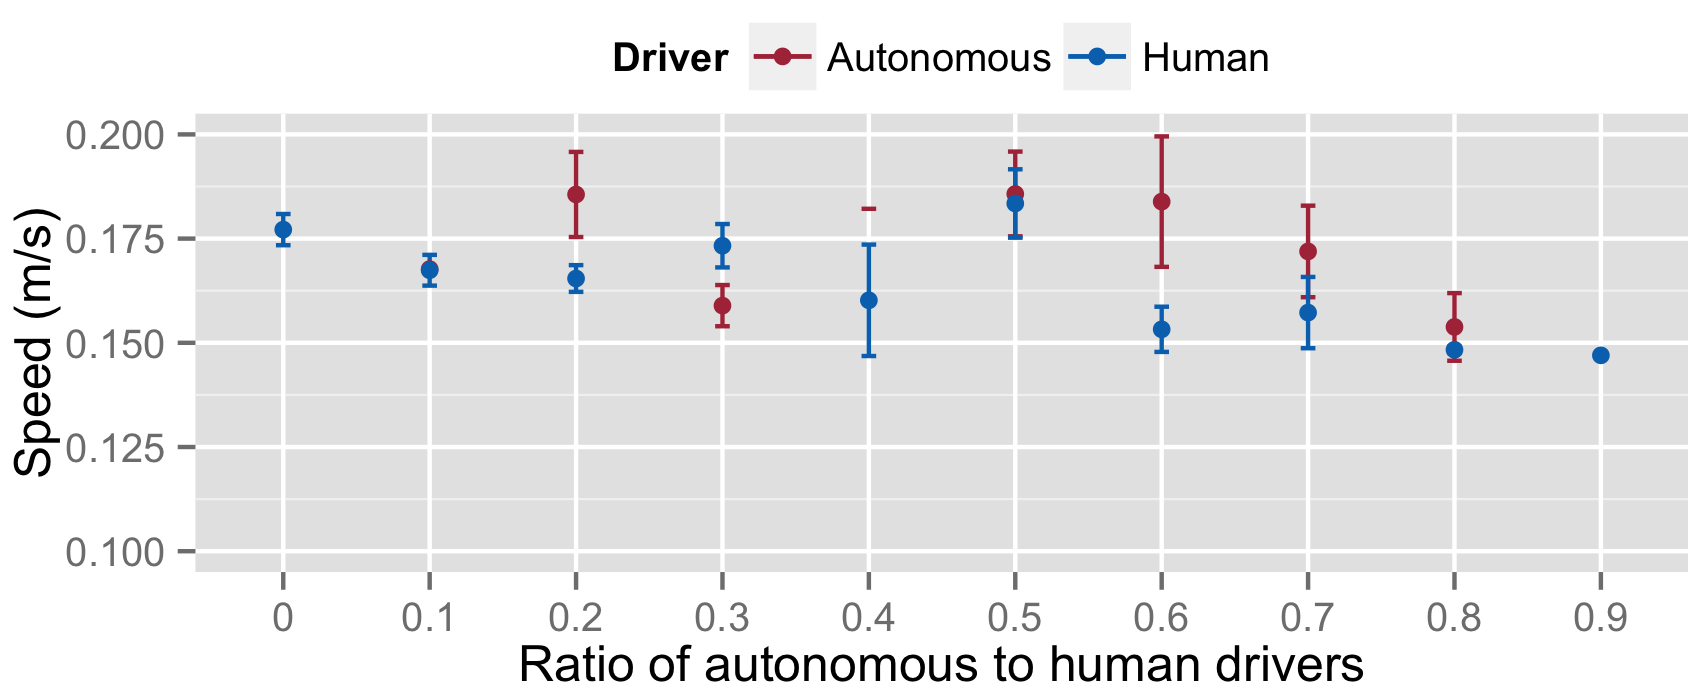 Driver Autonomous Human
Speed (m/s)
0.200
0.175
0.150
0.125
0.100
0 0.1 0.2 0.3 0.4 0.5 0.6 0.7 0.8 0.9
Ratio of autonomous to human drivers